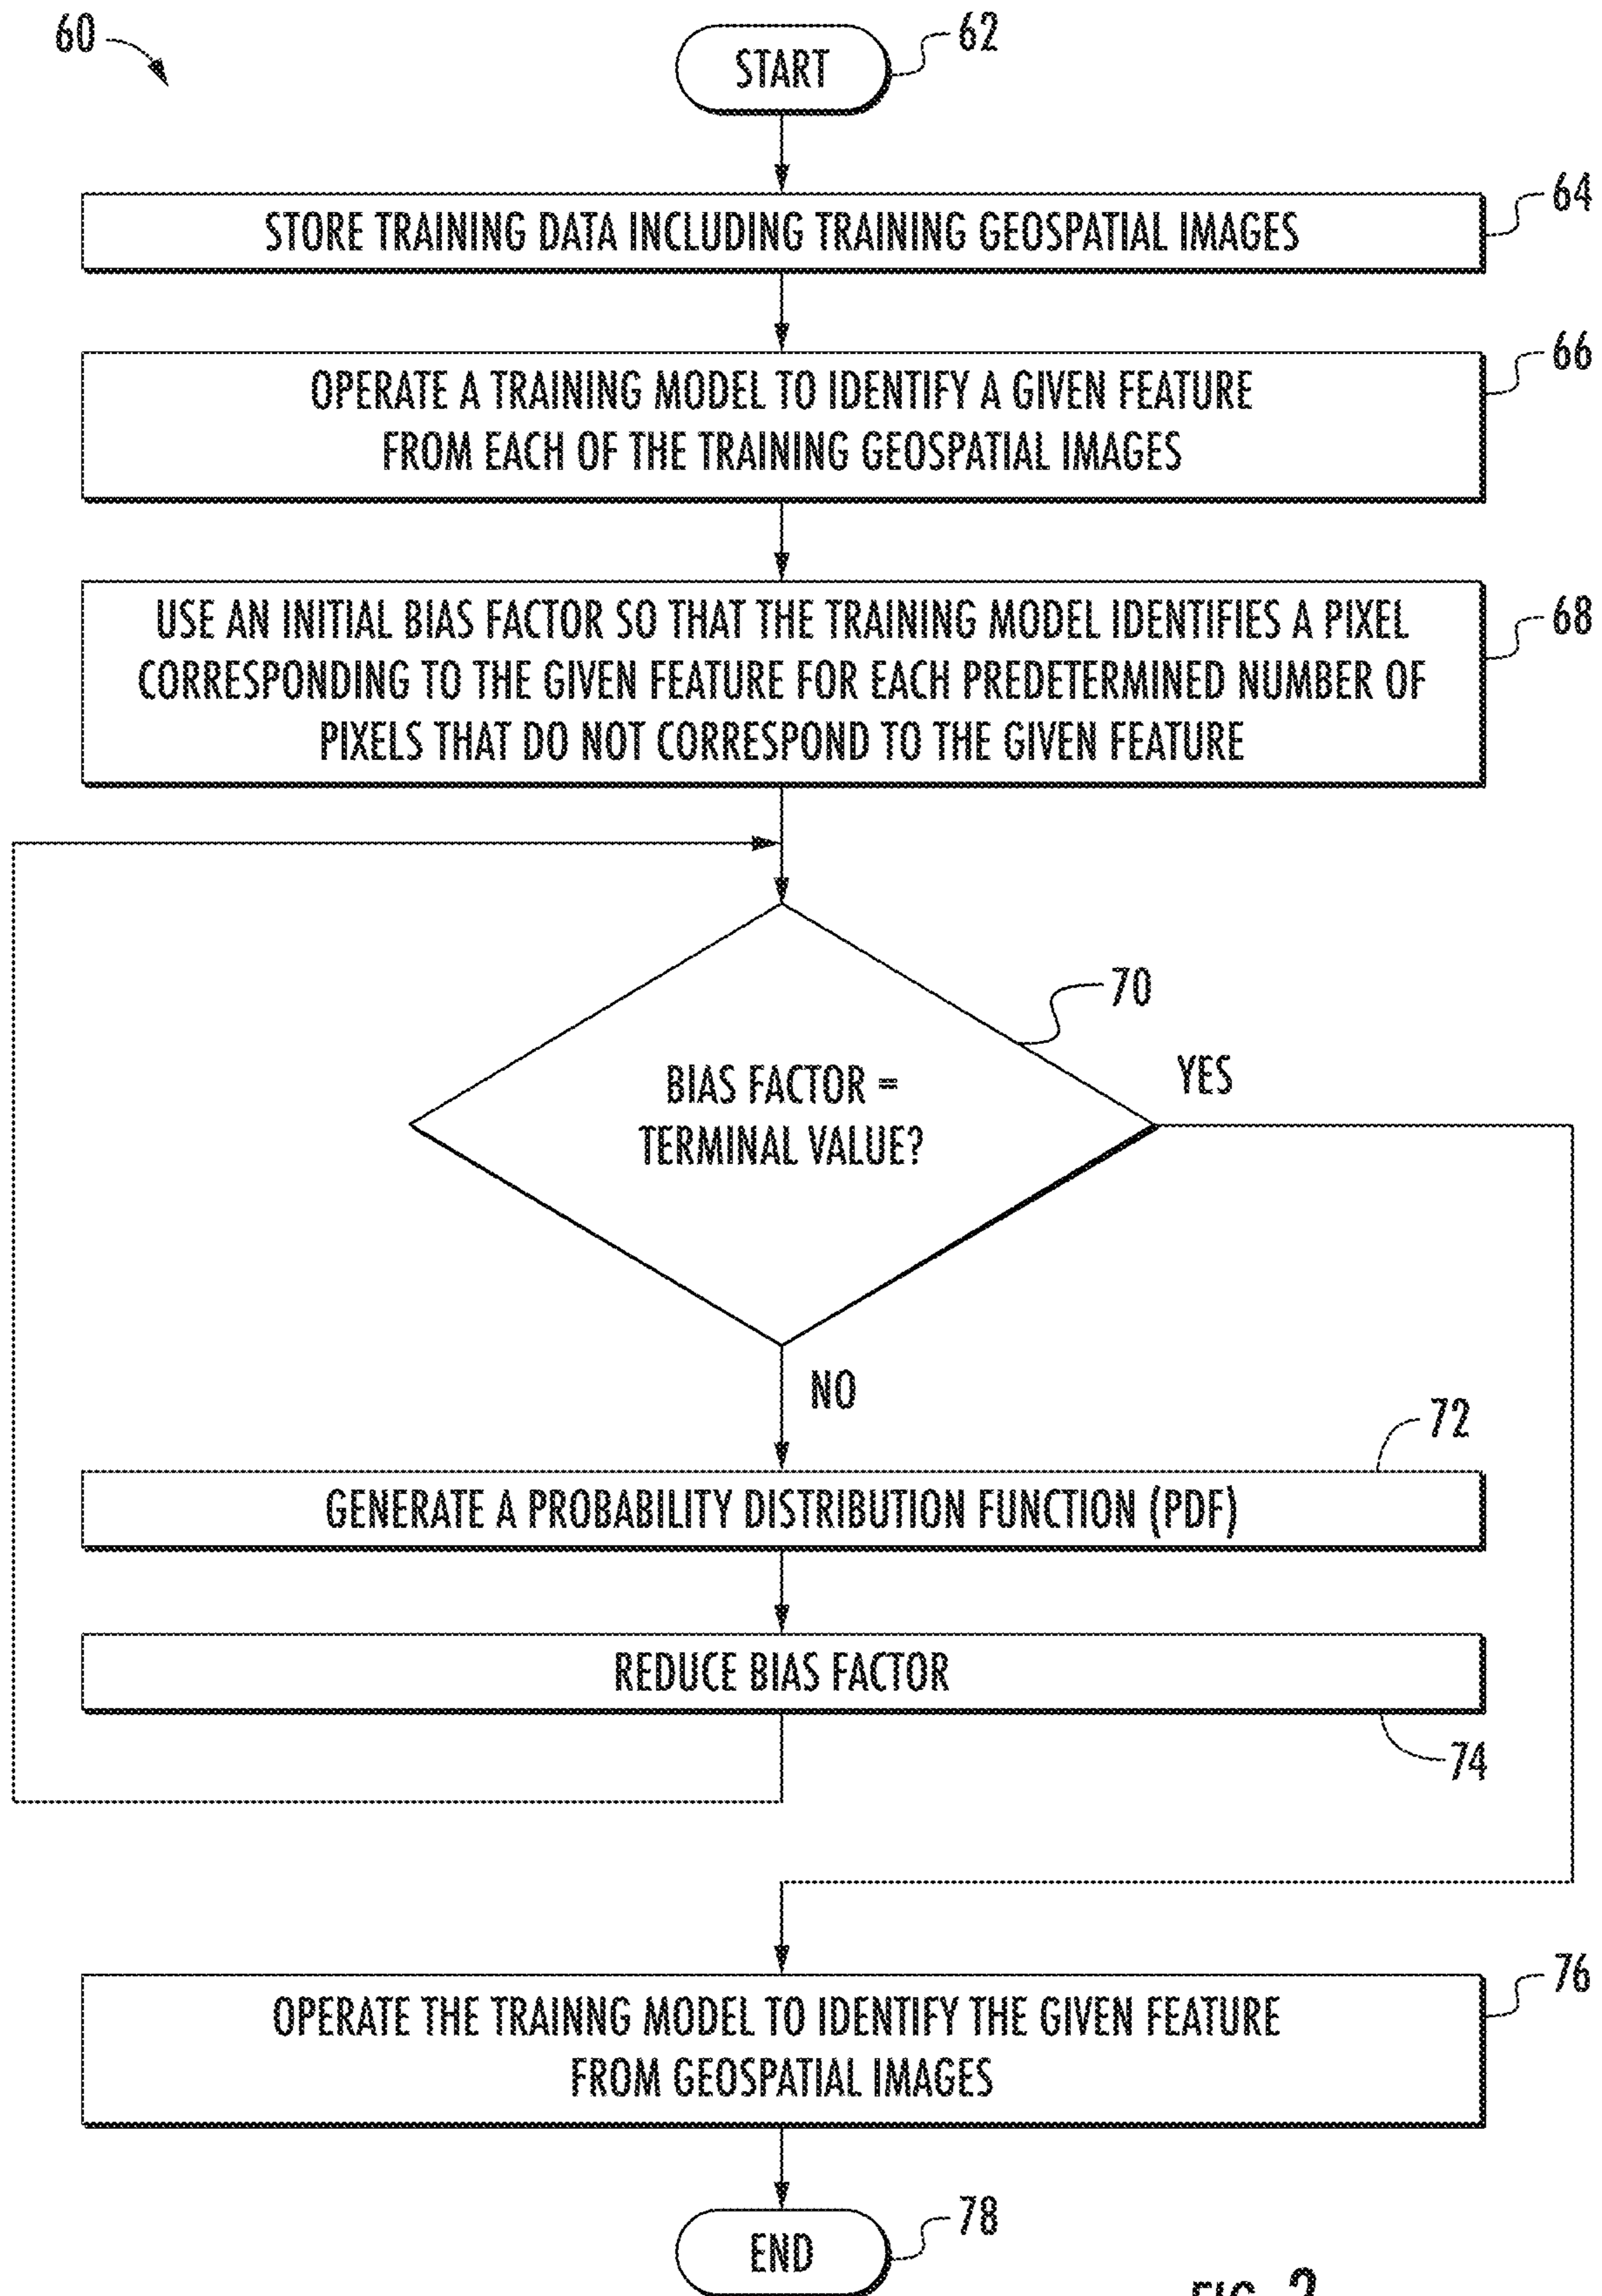 60
START
62
STORE TRAINING DATA INCLUDING TRAINING GEOSPATIAL IMAGES
64
OPERATE A TRAINING MODEL TO IDENTIFY A GIVEN FEATURE
FROM EACH OF THE TRAINING GEOSPATIAL IMAGES
66
USE AN INITIAL BIAS FACTOR SO THAT THE TRAINING MODEL IDENTIFIES A PIXEL
CORRESPONDING TO THE GIVEN FEATURE FOR EACH PREDETERMINED NUMBER OF
PIXELS THAT DO NOT CORRESPOND TO THE GIVEN FEATURE
68
70
BIAS FACTOR =
TERMINAL VALUE?
YES
NO
72
GENERATE A PROBABILITY DISTRIBUTION FUNCTION (PDF)
REDUCE BIAS FACTOR
74
OPERATE THE TRAINNG MODEL TO IDENTIFY THE GIVEN FEATURE
FROM GEOSPATIAL IMAGES
76
END
78